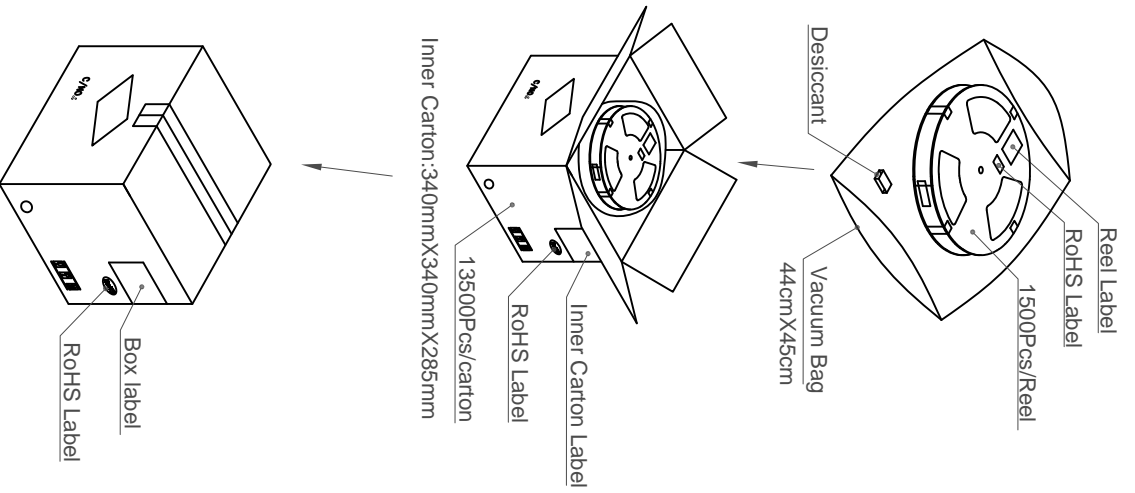 Reel Label
RoHS Label
1500Pcs/Reel
Desiccant
Vacuum Bag
44cmX45cm
Inner Carton Label
RoHS Label
13500Pcs/carton
Inner Carton:340mmX340mmX285mm
C/NO.:
C/NO.:
Box label
RoHS Label